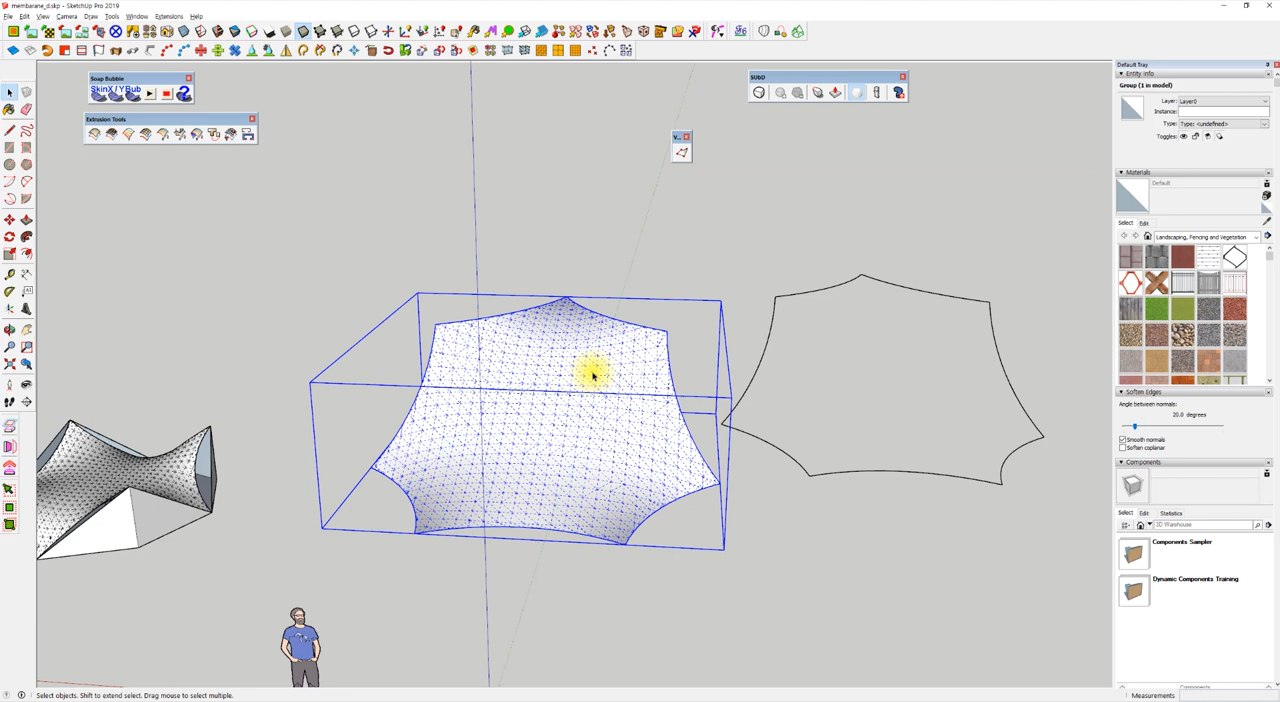 membarane_d.skp - SketchUp Pro 2019
File Edit View Camera Draw Tools Window Extensions Help
Soap Bubble
Skin X / Y Bub
Extrusion Tools
V...
SUbD
Default Tray
Entity Info
Group (1 in model)
Layer: Layer0
Instance:
Type: Type: <undefined>
Toggles:
Materials
Default
Select Edit
Landscaping, Fencing and Vegetation
Soften Edges
Angle between normals:
20.0 degrees
Smooth normals
Soften coplanar
Components
Select Edit Statistics
3D Warehouse
Components Sampler
Dynamic Components Training
Select objects. Shift to extend select. Drag mouse to select multiple.
Measurements